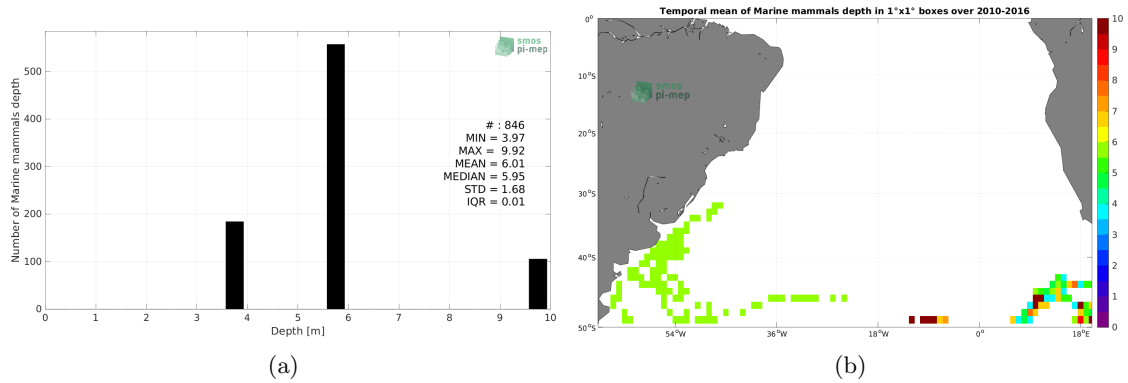 smos
pi-mep
Number of Marine mammals depth
500
400
300
200
100
0
# : 846
MIN = 3.97
MAX = 9.92
MEAN = 6.01
MEDIAN = 5.95
STD = 1.68
IQR = 0.01
0 1 2 3 4 5 6 7 8 9 10
Depth [m]
(a)
Temporal mean of Marine mammals depth in 1°x1° boxes over 2010-2016
smos
pi-mep
0°
10°S
20°S
30°S
40°S
50°S
54°W 36°W 18°W 0° 18°E
10
9
8
7
6
5
4
3
2
1
0
(b)